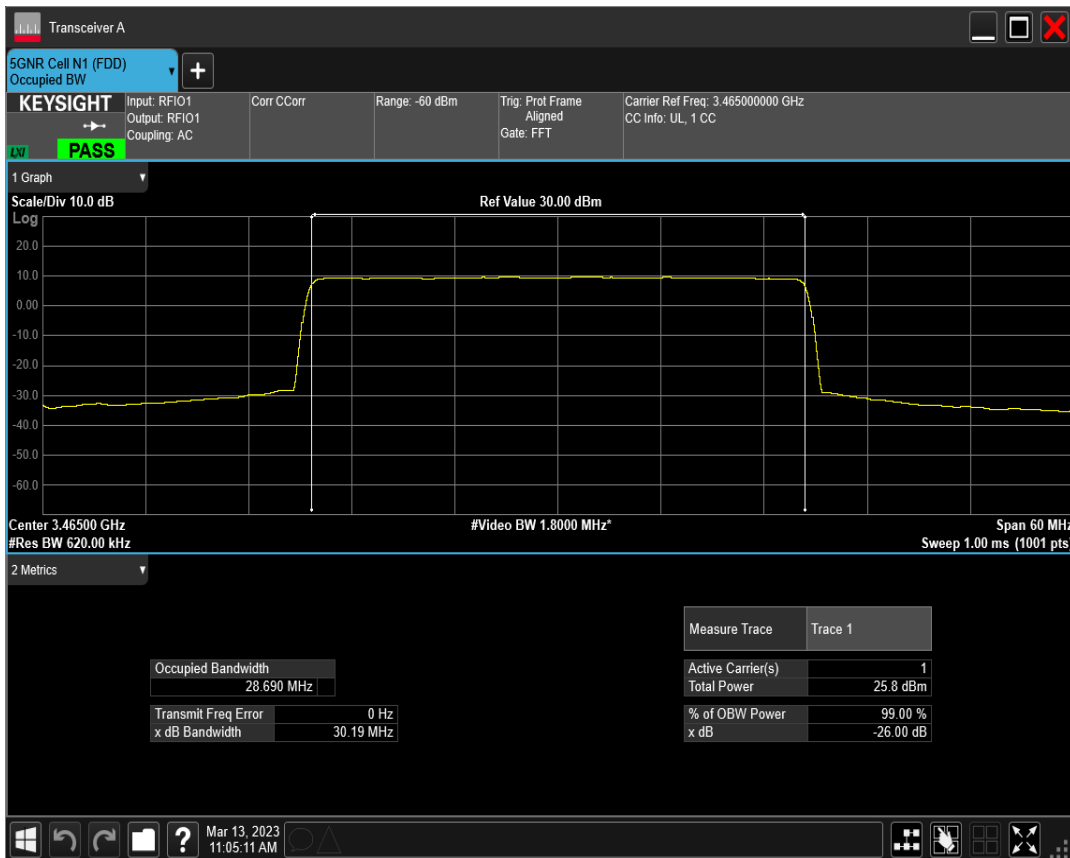 Transceiver A
5GNR Cell N1 (FDD)
Occupied BW
KEYSIGHT
LXI
PASS
Input: RFIO1
Output: RFIO1
Coupling: AC
Corr CCorr
Range: -60 dBm
Trig: Prot Frame
Aligned
Gate: FFT
Carrier Ref Freq: 3.465000000 GHz
CC Info: UL, 1 CC
1 Graph
Scale/Div 10.0 dB
Ref Value 30.00 dBm
Log
20.0
10.0
0.00
-10.0
-20.0
-30.0
-40.0
-50.0
-60.0
Center 3.46500 GHz
#Video BW 1.8000 MHz*
Span 60 MHz
#Res BW 620.00 kHz
Sweep 1.00 ms (1001 pts)
2 Metrics
Measure Trace Trace 1
Occupied Bandwidth
28.690 MHz
Active Carrier(s) 1
Total Power 25.8 dBm
Transmit Freq Error 0 Hz
x dB Bandwidth 30.19 MHz
% of OBW Power 99.00 %
x dB -26.00 dB
?
Mar 13, 2023
11:05:11 AM